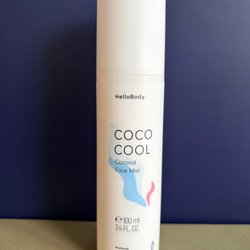 HelloBody
COCO
COOL
Coconut
Face Mist
℮ 100 ml
3.4 FL. OZ.